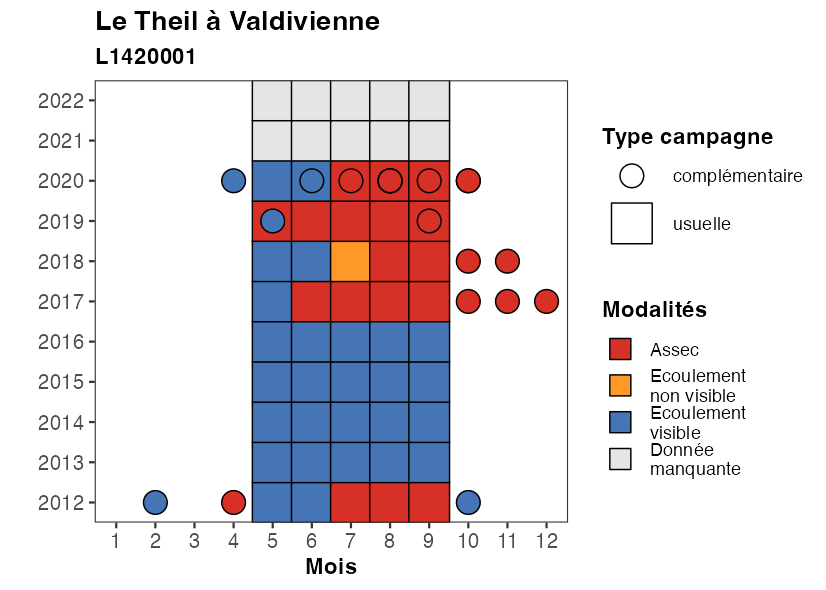 Le Theil à Valdivienne
L1420001
2022
2021
2020
2019
2018
2017
2016
2015
2014
2013
2012
1 2 3 4 5 6 7 8 9 10 11 12
Mois
Type campagne
complémentaire
usuelle
Modalités
Assec
Ecoulement
non visible
Ecoulement
visible
Donnée
manquante